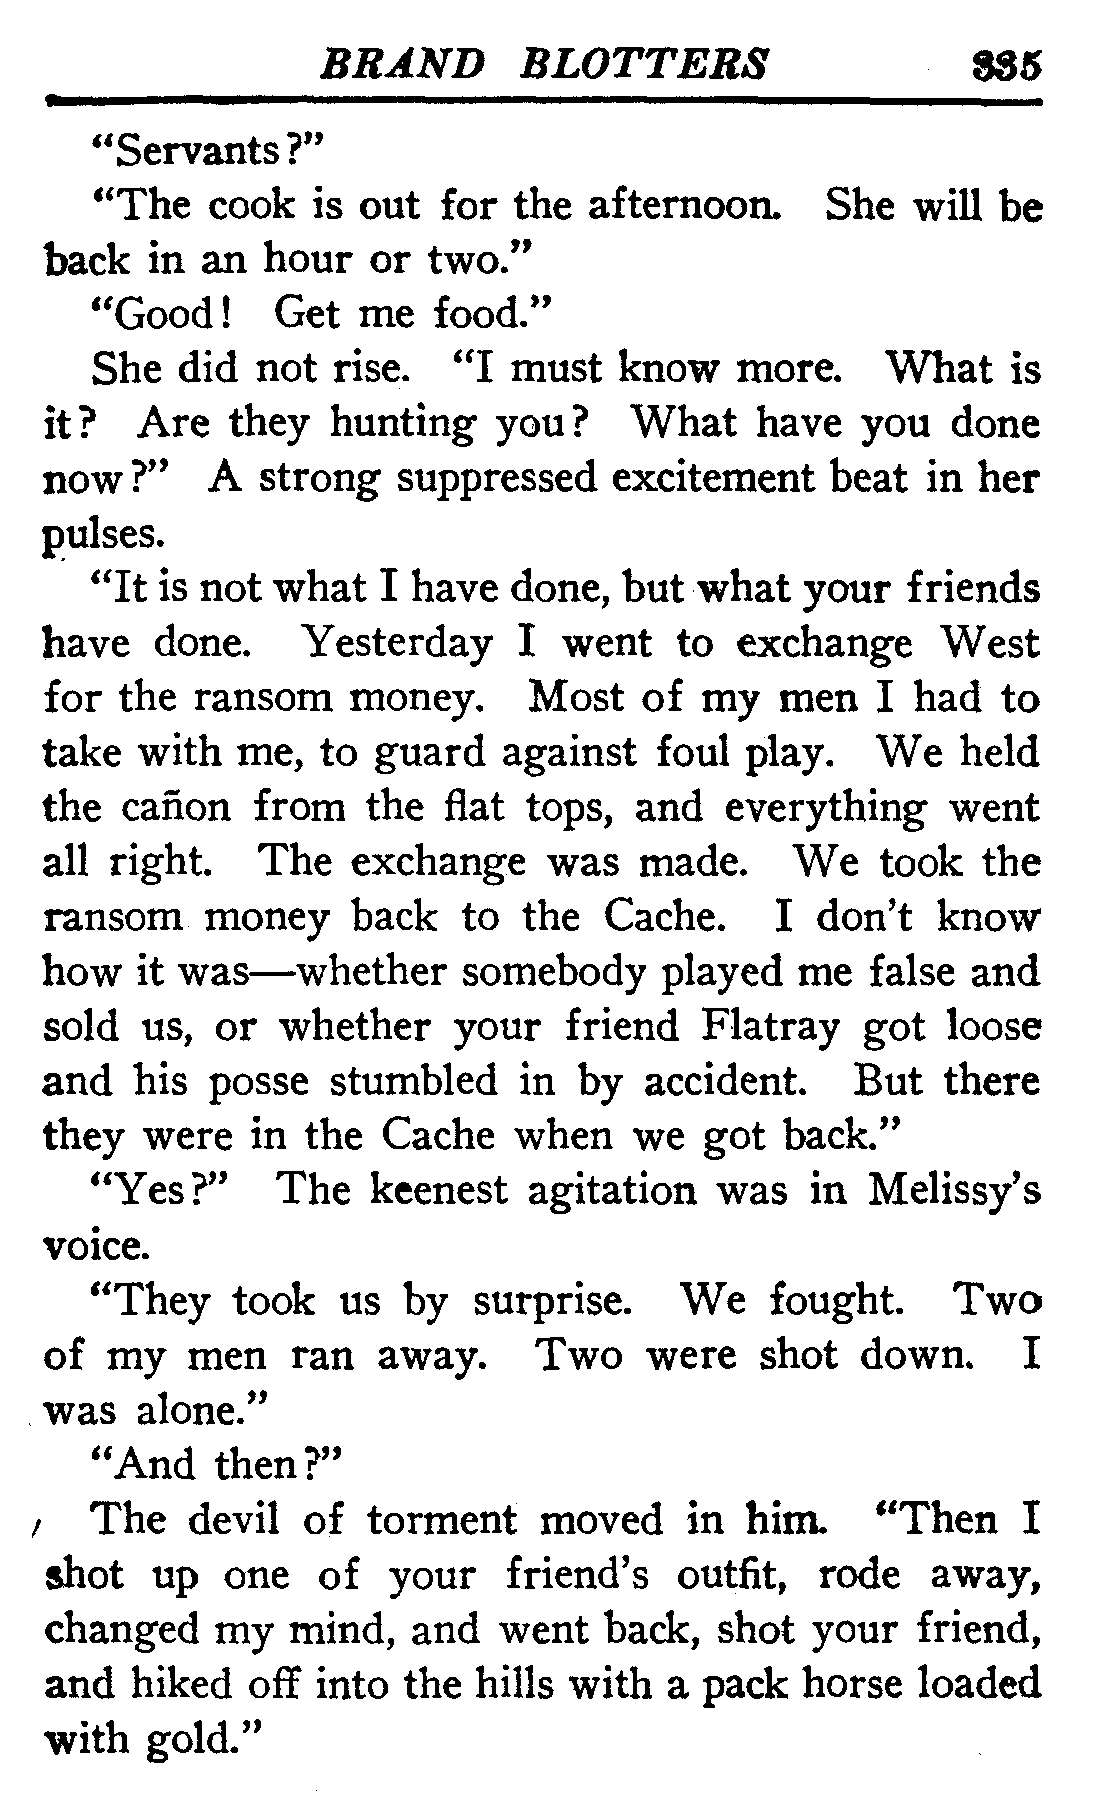 BRAND BLOTTERS 335
"Servants?"
"The cook is out for the afternoon. She will be
back in an hour or two."
"Good! Get me food."
She did not rise. "I must know more. What is
it? Are they hunting you? What have you done
now?" A strong suppressed excitement beat in her
pulses.
"It is not what I have done, but what your friends
have done. Yesterday I went to exchange West
for the ransom money. Most of my men I had to
take with me, to guard against foul play. We held
the cañon from the flat tops, and everything went
all right. The exchange was made. We took the
ransom money back to the Cache. I don't know
how it was—whether somebody played me false and
sold us, or whether your friend Flatray got loose
and his posse stumbled in by accident. But there
they were in the Cache when we got back."
"Yes?" The keenest agitation was in Melissy's
voice.
"They took us by surprise. We fought. Two
of my men ran away. Two were shot down. I
was alone."
"And then?"
The devil of torment moved in him. "Then I
shot up one of your friend's outfit, rode away,
changed my mind, and went back, shot your friend,
and hiked off into the hills with a pack horse loaded
with gold."